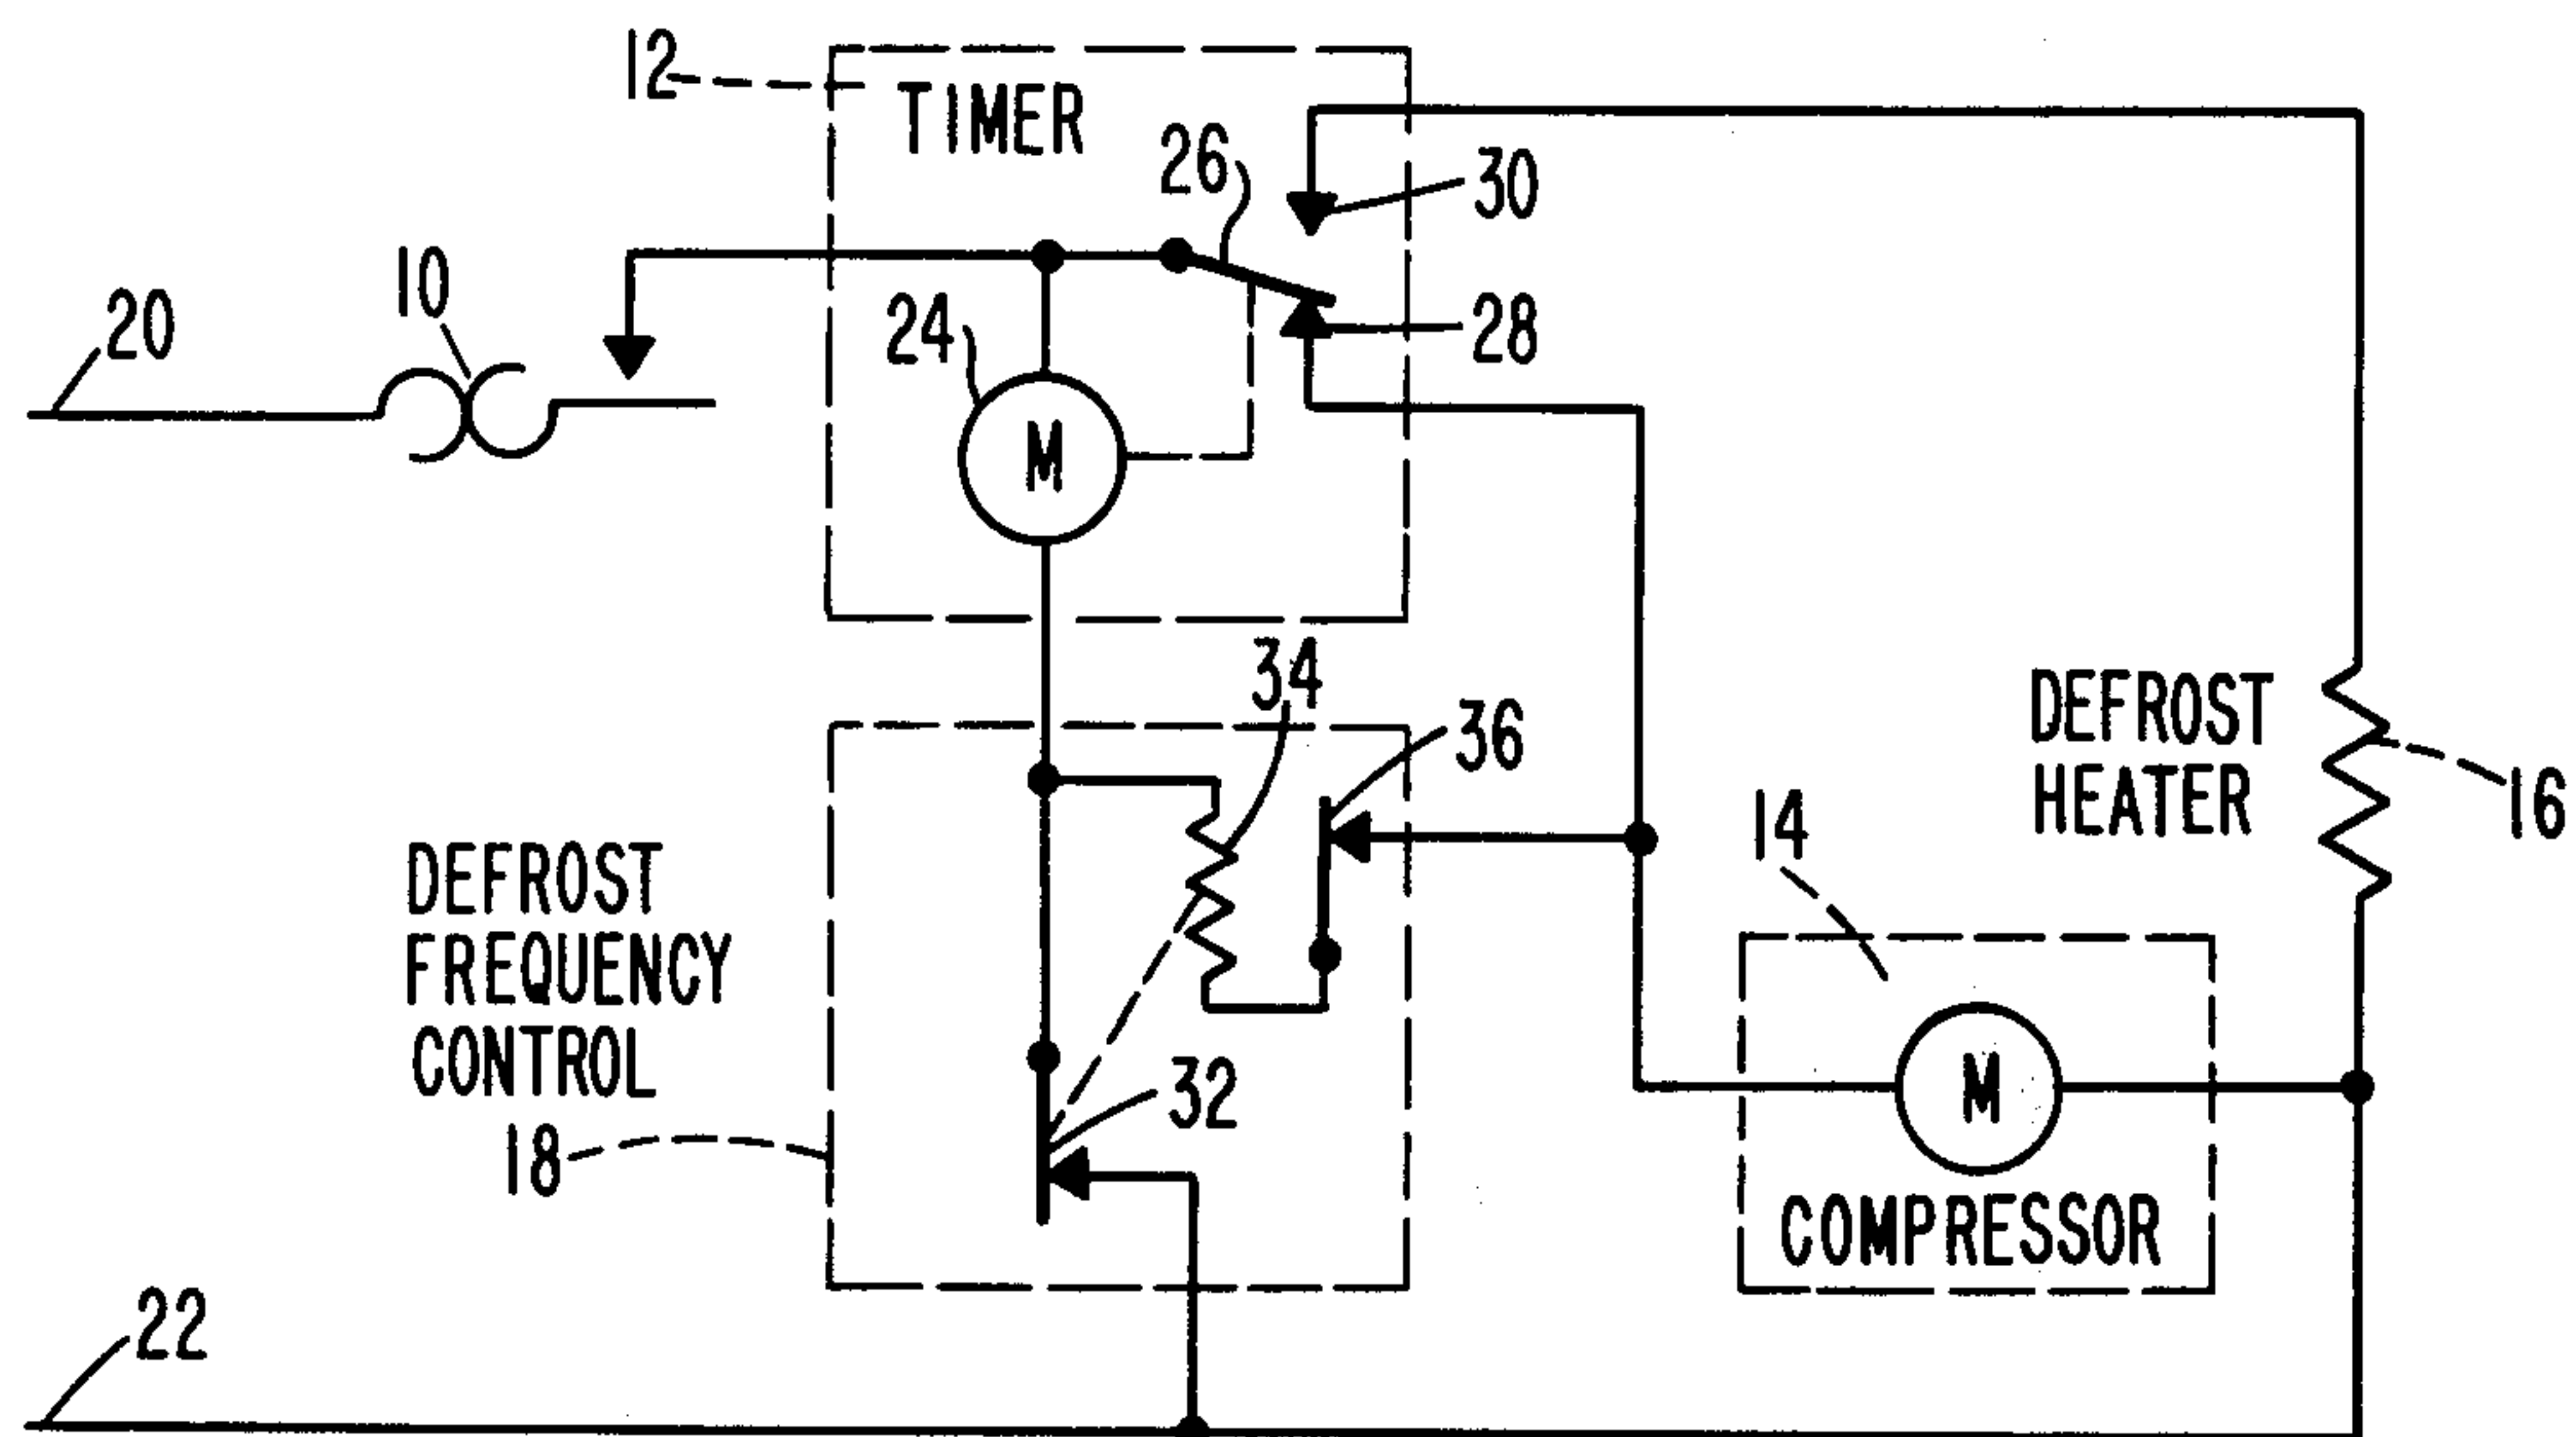 12
TIMER
26
30
10
20
24
28
M
34
36
DEFROST
HEATER
16
14
DEFROST
FREQUENCY
CONTROL
18
32
M
COMPRESSOR
22